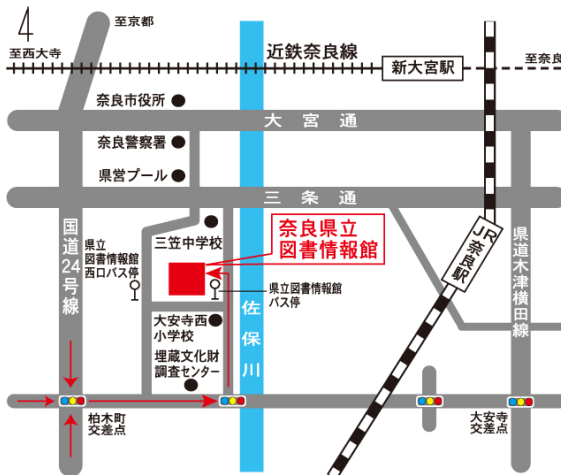 至京都
至西大寺
近鉄奈良線
新大宮駅
至奈良
奈良市役所
大宮通
奈良警察署
県営プール
三条通
国道24号線
県立
図書情報館
西口バス停
三笠中学校
奈良県立
図書情報館
県立図書情報館
バス停
JR奈良駅
県道木津横田線
大安寺西
小学校
佐保川
埋蔵文化財
調査センター
柏木町
交差点
大安寺
交差点